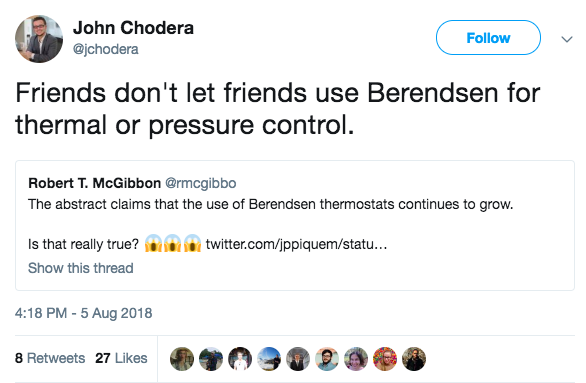 John Chodera
@jchodera
Follow
Friends don't let friends use Berendsen for
thermal or pressure control.
Robert T. McGibbon @rmcgibbo
The abstract claims that the use of Berendsen thermostats continues to grow.
Is that really true? 😱😱😱 twitter.com/jppiquem/statu…
Show this thread
4:18 PM - 5 Aug 2018
8 Retweets 27 Likes